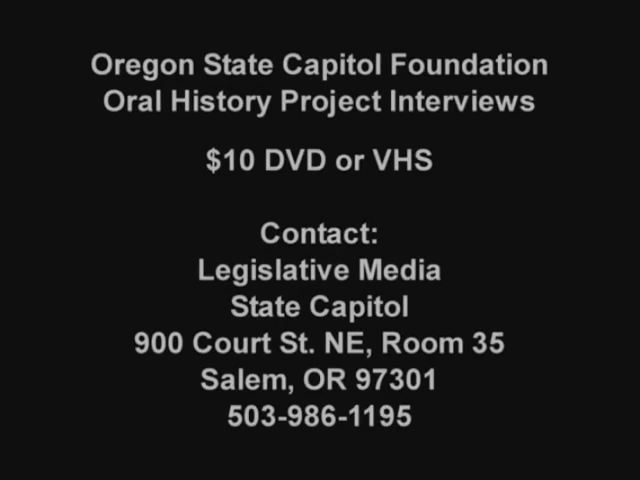 Oregon State Capitol Foundation
Oral History Project Interviews
$10 DVD or VHS
Contact:
Legislative Media
State Capitol
900 Court St. NE, Room 35
Salem, OR 97301
503-986-1195